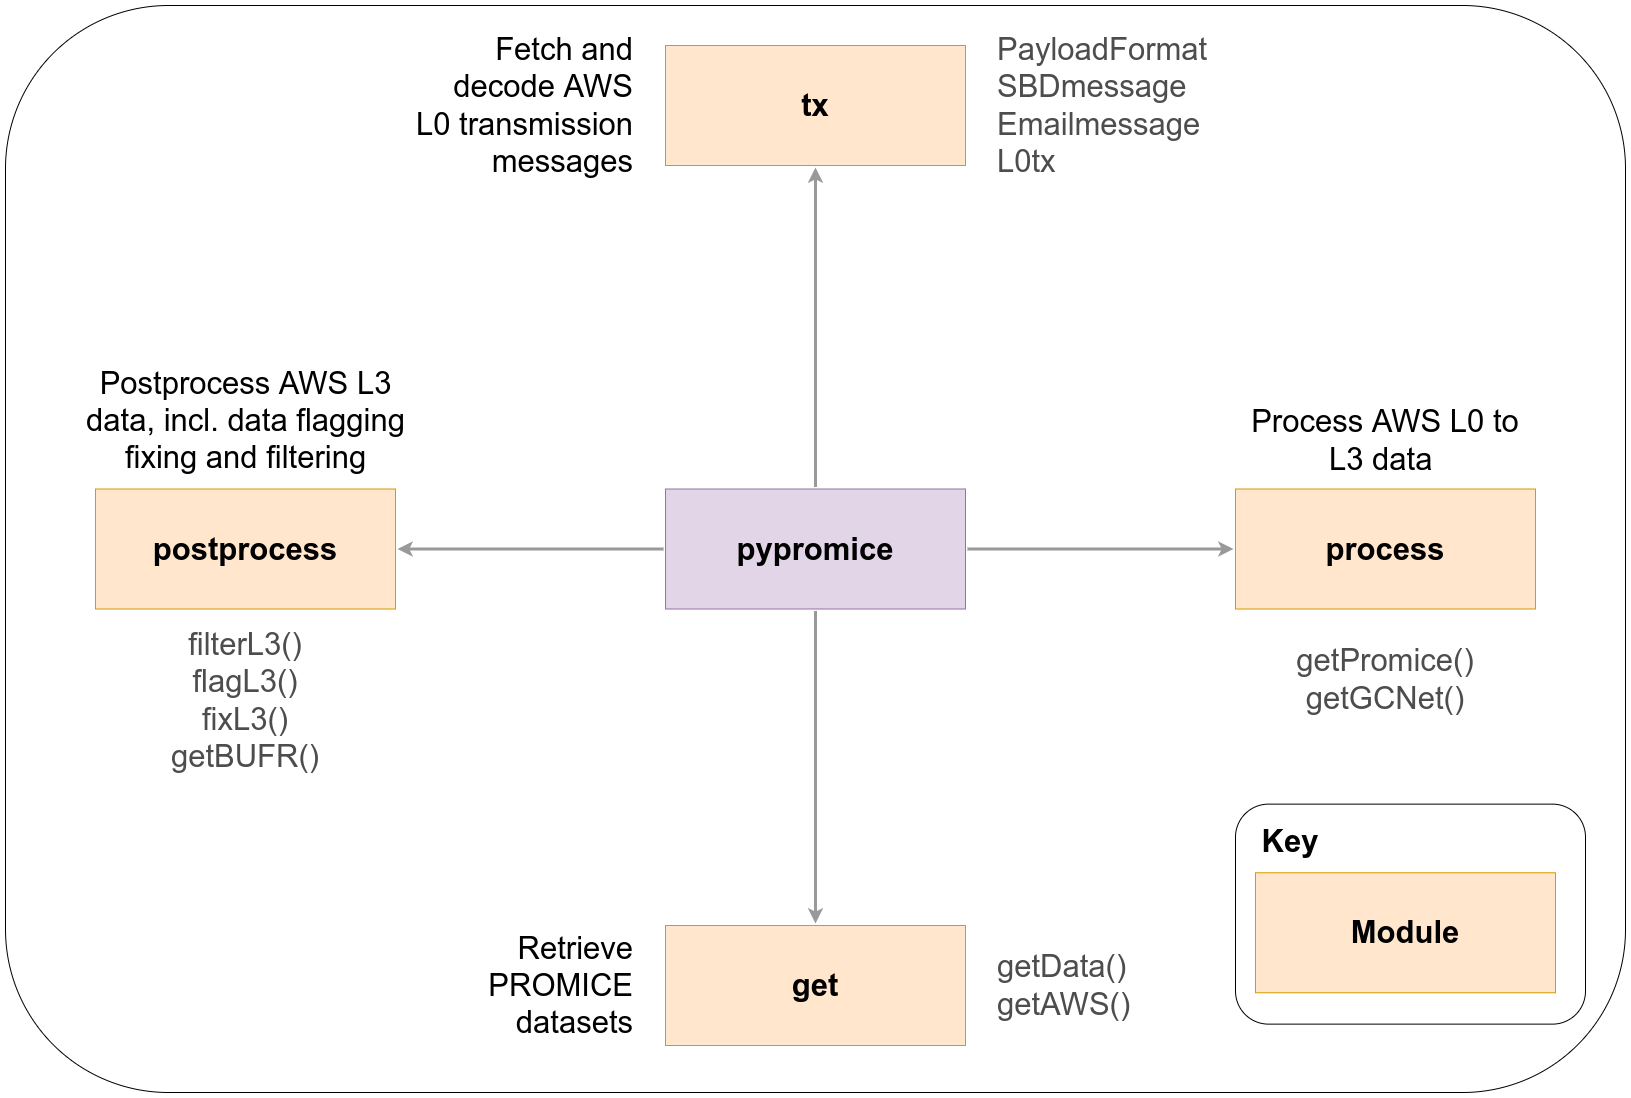 Fetch and
decode AWS
L0 transmission
messages
tx
PayloadFormat
SBDmessage
Emailmessage
L0tx
Postprocess AWS L3
data, incl. data flagging
fixing and filtering
postprocess
filterL3()
flagL3()
fixL3()
getBUFR()
pypromice
Process AWS L0 to
L3 data
process
getPromice()
getGCNet()
Retrieve
PROMICE
datasets
get
getData()
getAWS()
Key
Module